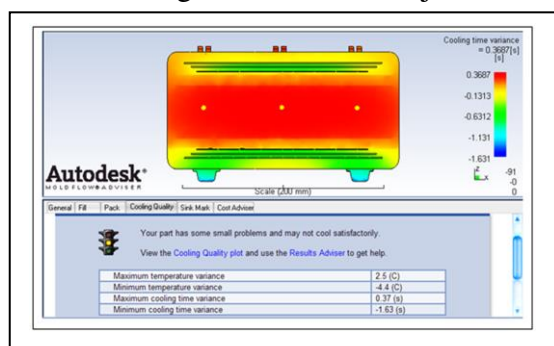 Cooling time variance
= 0.3687[s]
[s]
0.3687
-0.1313
-0.6312
-1.131
-1.631
-91
-0
0
z
x
Scale (200 mm)
Autodesk®
MOLDFLOW ADVISER
General Fill Pack Cooling Quality Sink Mark Cost Adviser
Your part has some small problems and may not cool satisfactorily.
View the Cooling Quality plot and use the Results Adviser to get help.
Maximum temperature variance 2.5 (C)
Minimum temperature variance -4.4 (C)
Maximum cooling time variance 0.37 (s)
Minimum cooling time variance -1.63 (s)